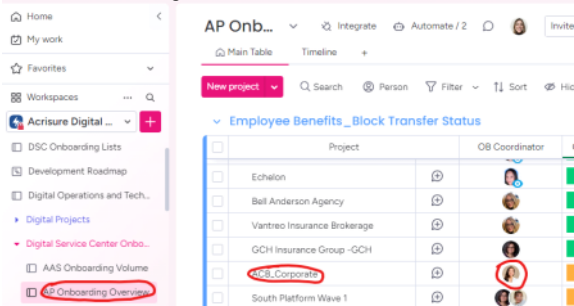 Home
My work
Favorites
Workspaces
Acrisure Digital ...
DSC Onboarding Lists
Development Roadmap
Digital Operations and Tech...
Digital Projects
Digital Service Center Onbo...
AAS Onboarding Volume
AP Onboarding Overview
AP Onb...
Integrate
Automate / 2
Invite
Main Table
Timeline
+
New project
Search
Person
Filter
Sort
Hid
Employee Benefits_Block Transfer Status
Project
OB Coordinator
Echelon
Bell Anderson Agency
Vantreo Insurance Brokerage
GCH Insurance Group -GCH
ACB_Corporate
South Platform Wave 1